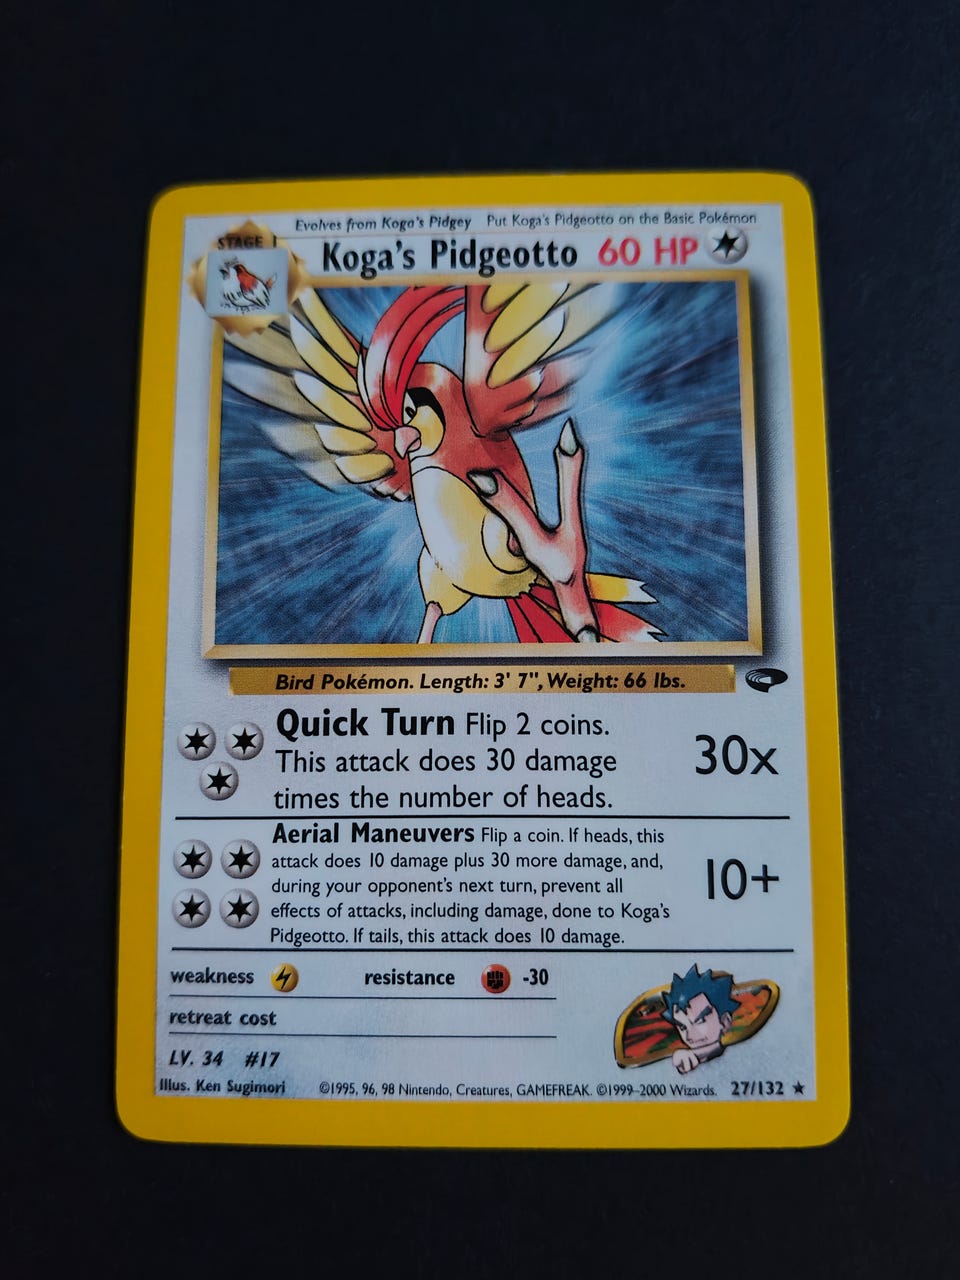 Evolves from Koga's Pidgey Put Koga's Pidgeotto on the Basic Pokémon
STAGE 1
Koga's Pidgeotto 60 HP
Bird Pokémon. Length: 3' 7", Weight: 66 lbs.
Quick Turn Flip 2 coins.
This attack does 30 damage
times the number of heads.
30x
Aerial Maneuvers Flip a coin. If heads, this
attack does 10 damage plus 30 more damage, and,
during your opponent's next turn, prevent all
effects of attacks, including damage, done to Koga's
Pidgeotto. If tails, this attack does 10 damage.
10+
weakness resistance -30
retreat cost
LV. 34 #17
Illus. Ken Sugimori ©1995, 96, 98 Nintendo, Creatures, GAMEFREAK. ©1999-2000 Wizards. 27/132 ★